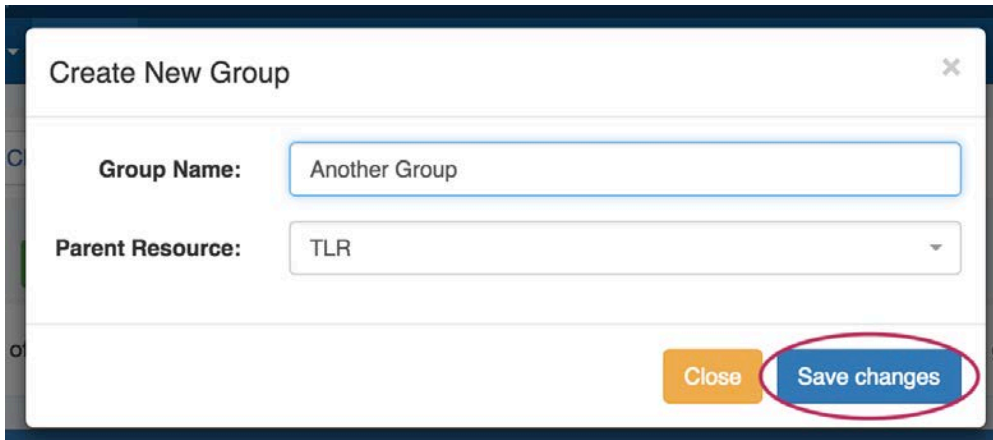 Create New Group ×
Group Name: Another Group
Parent Resource: TLR
Close Save changes